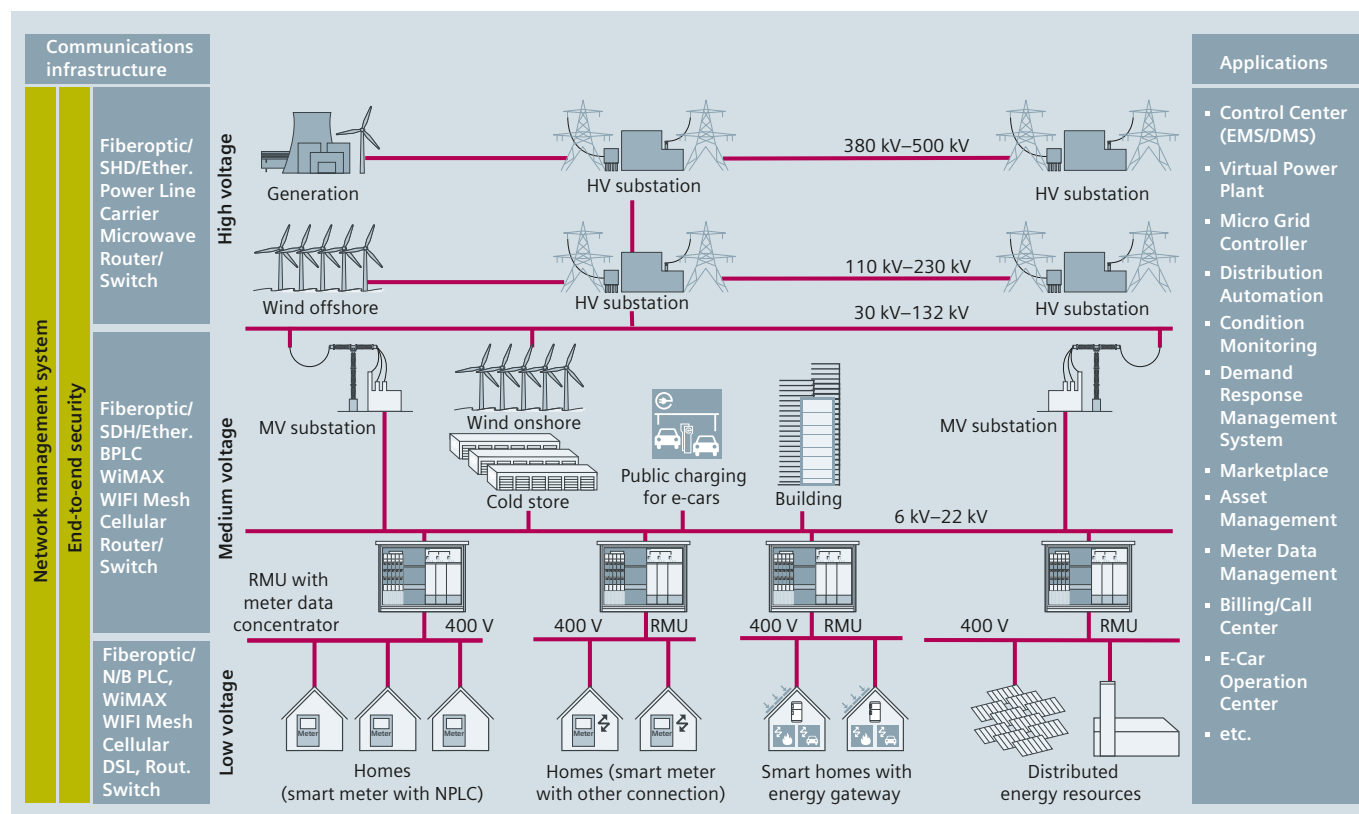 Communications
infrastructure
Network management system
End-to-end security
Fiberoptic/
SHD/Ether.
Power Line
Carrier
Microwave
Router/
Switch
Fiberoptic/
SDH/Ether.
BPLC
WiMAX
WIFI Mesh
Cellular
Router/
Switch
Fiberoptic/
N/B PLC,
WiMAX
WIFI Mesh
Cellular
DSL, Rout.
Switch
High voltage
Generation
HV substation
380 kV–500 kV
HV substation
Wind offshore
HV substation
110 kV–230 kV
HV substation
30 kV–132 kV
Medium voltage
MV substation
Wind onshore
Cold store
Public charging
for e-cars
Building
MV substation
6 kV–22 kV
RMU with
meter data
concentrator
400 V
400 V
RMU
400 V
RMU
400 V
RMU
Low voltage
Meter
Meter
Meter
Meter
Meter
Homes
(smart meter with NPLC)
Homes (smart meter
with other connection)
Smart homes with
energy gateway
Distributed
energy resources
Applications
▪ Control Center
(EMS/DMS)
▪ Virtual Power
Plant
▪ Micro Grid
Controller
▪ Distribution
Automation
▪ Condition
Monitoring
▪ Demand
Response
Management
System
▪ Marketplace
▪ Asset
Management
▪ Meter Data
Management
▪ Billing/Call
Center
▪ E-Car
Operation
Center
▪ etc.